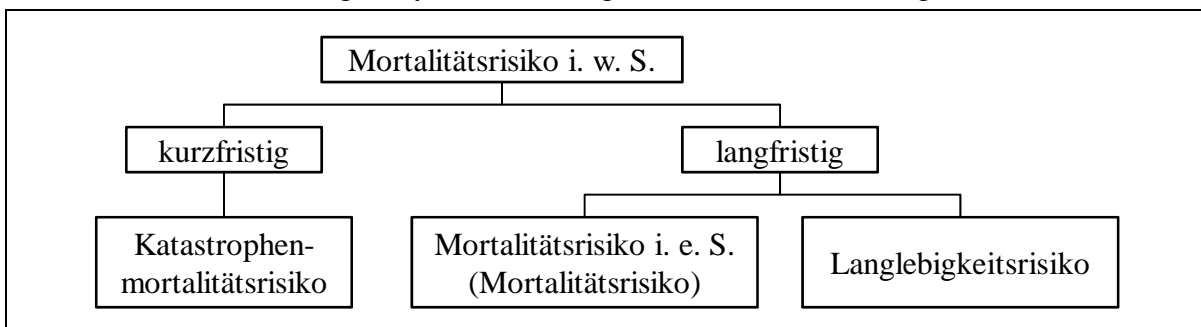 Mortalitätsrisiko i. w. S.
kurzfristig
langfristig
Katastrophen-
mortalitätsrisiko
Mortalitätsrisiko i. e. S.
(Mortalitätsrisiko)
Langlebigkeitsrisiko